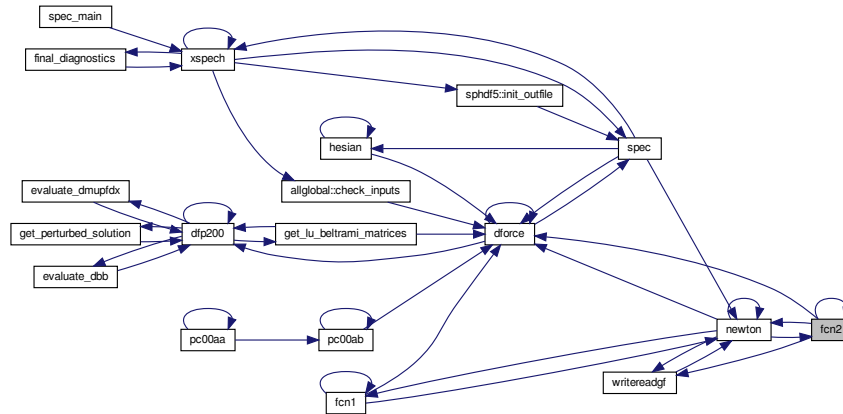 spec_main
xspech
final_diagnostics
sphdf5::init_outfile
hesian
spec
allglobal::check_inputs
evaluate_dmupfdx
dfp200
get_perturbed_solution
get_lu_beltrami_matrices
dforce
evaluate_dbb
pc00aa
pc00ab
newton
fcn2
writereadgf
fcn1